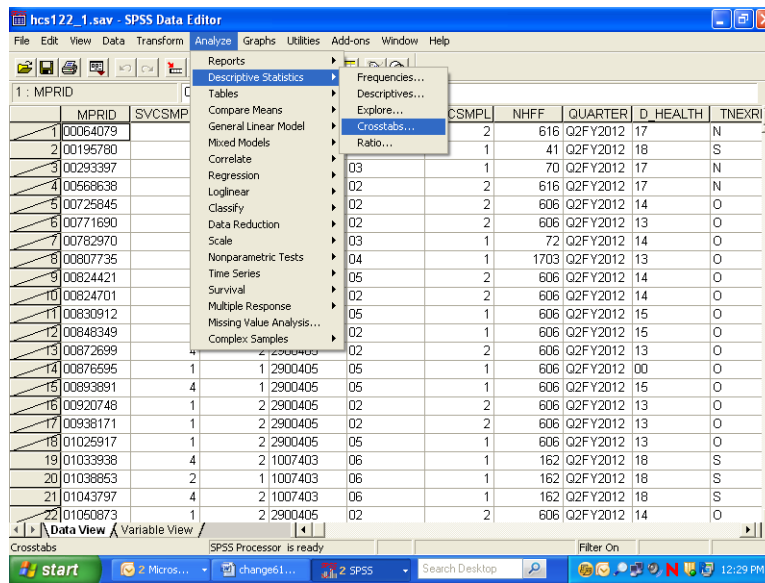 hcs122_1.sav - SPSS Data Editor
File Edit View Data Transform Analyze Graphs Utilities Add-ons Window Help
1 : MPRID
Reports
Descriptive Statistics
Tables
Compare Means
General Linear Model
Mixed Models
Correlate
Regression
Loglinear
Classify
Data Reduction
Scale
Nonparametric Tests
Time Series
Survival
Multiple Response
Missing Value Analysis...
Complex Samples
Frequencies...
Descriptives...
Explore...
Crosstabs...
Ratio...
MPRID SVCSMP CSMPL NHFF QUARTER D_HEALTH TNEXRI
1 00064079 2 616 Q2FY2012 17 N
2 00195780 1 41 Q2FY2012 18 S
3 00293397 03 1 70 Q2FY2012 17 N
4 00568638 02 2 616 Q2FY2012 17 N
5 00725845 02 2 606 Q2FY2012 14 O
6 00771690 02 2 606 Q2FY2012 13 O
7 00782970 03 1 72 Q2FY2012 14 O
8 00807735 04 1 1703 Q2FY2012 13 O
9 00824421 05 2 606 Q2FY2012 14 O
10 00824701 02 2 606 Q2FY2012 14 O
11 00830912 05 1 606 Q2FY2012 15 O
12 00848349 02 1 606 Q2FY2012 15 O
13 00872699 4 2 2900405 02 2 606 Q2FY2012 13 O
14 00876595 1 1 2900405 05 1 606 Q2FY2012 00 O
15 00893891 4 1 2900405 05 1 606 Q2FY2012 15 O
16 00920748 1 2 2900405 02 2 606 Q2FY2012 13 O
17 00938171 1 2 2900405 02 2 606 Q2FY2012 13 O
18 01025917 1 2 2900405 05 1 606 Q2FY2012 13 O
19 01033938 4 2 1007403 06 1 162 Q2FY2012 18 S
20 01038853 2 1 1007403 06 1 162 Q2FY2012 18 S
21 01043797 4 2 1007403 06 1 162 Q2FY2012 18 S
22 01050873 1 2 2900405 02 2 606 Q2FY2012 14 O
Data View Variable View
Crosstabs SPSS Processor is ready Filter On
start 2 Micros... change61... 2 SPSS Search Desktop 12:29 PM